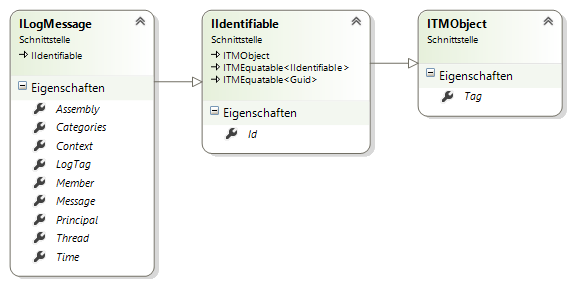 ILogMessage
Schnittstelle
IIdentifiable
Eigenschaften
Assembly
Categories
Context
LogTag
Member
Message
Principal
Thread
Time
IIdentifiable
Schnittstelle
ITMObject
ITMEquatable<IIdentifiable>
ITMEquatable<Guid>
Eigenschaften
Id
ITMObject
Schnittstelle
Eigenschaften
Tag